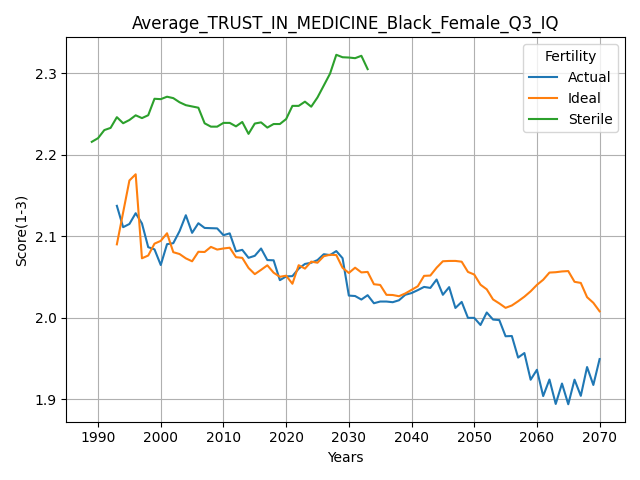 Average_TRUST_IN_MEDICINE_Black_Female_Q3_IQ
Fertility
Actual
Ideal
Sterile
Score(1-3)
2.3
2.2
2.1
2.0
1.9
1990 2000 2010 2020 2030 2040 2050 2060 2070
Years